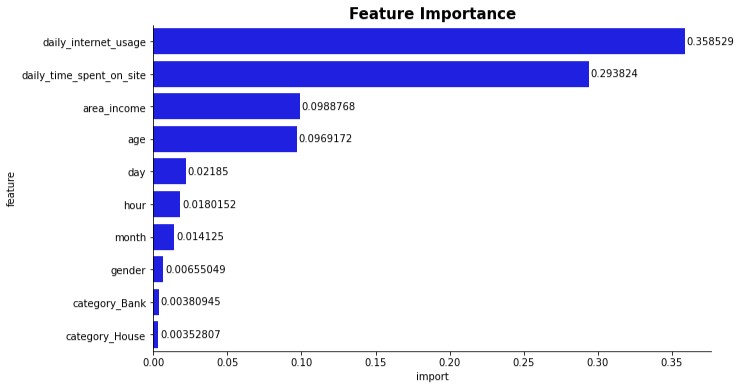 Feature Importance
daily_internet_usage 0.358529
daily_time_spent_on_site 0.293824
area_income 0.0988768
age 0.0969172
day 0.02185
hour 0.0180152
month 0.014125
gender 0.00655049
category_Bank 0.00380945
category_House 0.00352807
feature
0.00 0.05 0.10 0.15 0.20 0.25 0.30 0.35
import